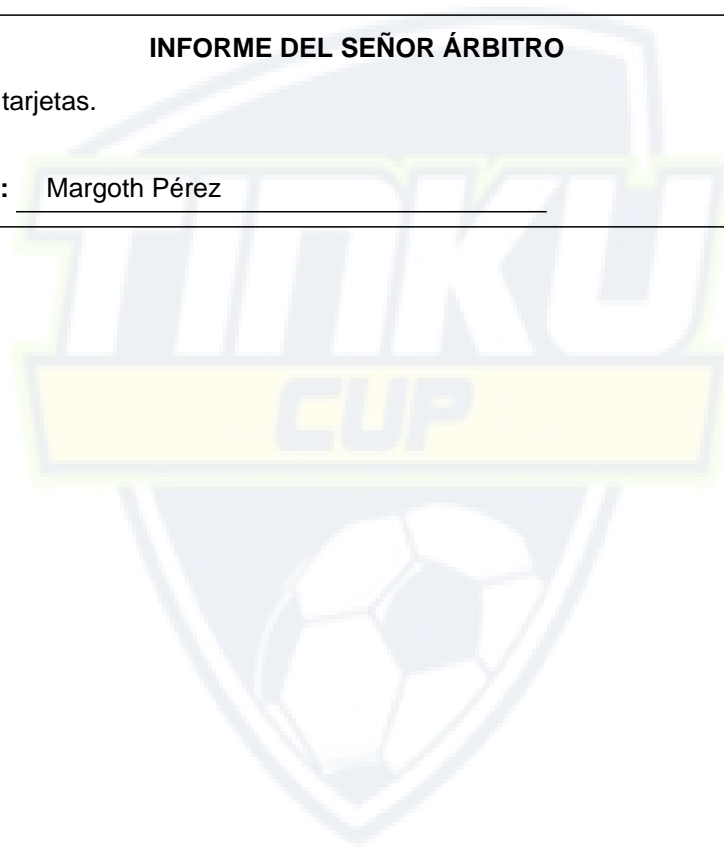 INFORME DEL SEÑOR ÁRBITRO
tarjetas.
: Margoth Pérez
TINKU
CUP